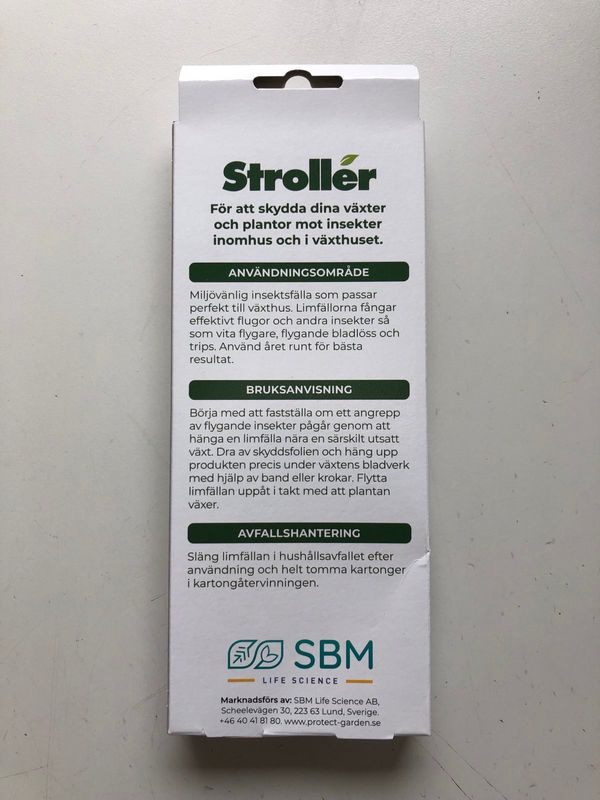 Strollér
För att skydda dina växter
och plantor mot insekter
inomhus och i växthuset.
ANVÄNDNINGSOMRÅDE
Miljövänlig insektsfälla som passar
perfekt till växthus. Limfällorna fångar
effektivt flugor och andra insekter så
som vita flygare, flygande bladlöss och
trips. Använd året runt för bästa
resultat.
BRUKSANVISNING
Börja med att fastställa om ett angrepp
av flygande insekter pågår genom att
hänga en limfälla nära en särskilt utsatt
växt. Dra av skyddsfolien och häng upp
produkten precis under växtens bladverk
med hjälp av band eller krokar. Flytta
limfällan uppåt i takt med att plantan
växer.
AVFALLSHANTERING
Släng limfällan i hushållsavfallet efter
användning och helt tomma kartonger
i kartongåtervinningen.
SBM
LIFE SCIENCE
Marknadsförs av: SBM Life Science AB,
Scheelevägen 30, 223 63 Lund, Sverige.
+46 40 41 81 80. www.protect-garden.se